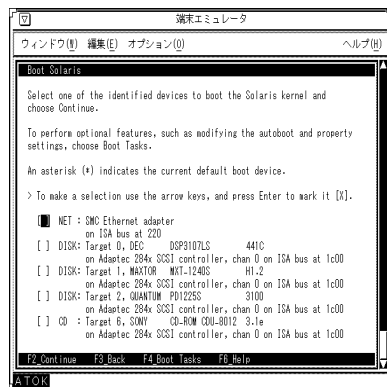 端末エミュレータ
ウィンドウ(W) 編集(E) オプション(O) ヘルプ(H)
Boot Solaris
Select one of the identified devices to boot the Solaris kernel and
choose Continue.
To perform optional features, such as modifying the autoboot and property
settings, choose Boot Tasks.
An asterisk (*) indicates the current default boot device.
> To make a selection use the arrow keys, and press Enter to mark it [X].
[ ] NET : SMC Ethernet adapter
on ISA bus at 220
[ ] DISK: Target 0, DEC DSP3107LS 441C
on Adaptec 284x SCSI controller, chan 0 on ISA bus at 1c00
[ ] DISK: Target 1, MAXTOR MXT-1240S H1.2
on Adaptec 284x SCSI controller, chan 0 on ISA bus at 1c00
[ ] DISK: Target 2, QUANTUM PD1225S 3100
on Adaptec 284x SCSI controller, chan 0 on ISA bus at 1c00
[ ] CD : Target 6, SONY CD-ROM CDU-8012 3.1e
on Adaptec 284x SCSI controller, chan 0 on ISA bus at 1c00
F2_Continue F3_Back F4_Boot Tasks F6_Help
ATOK